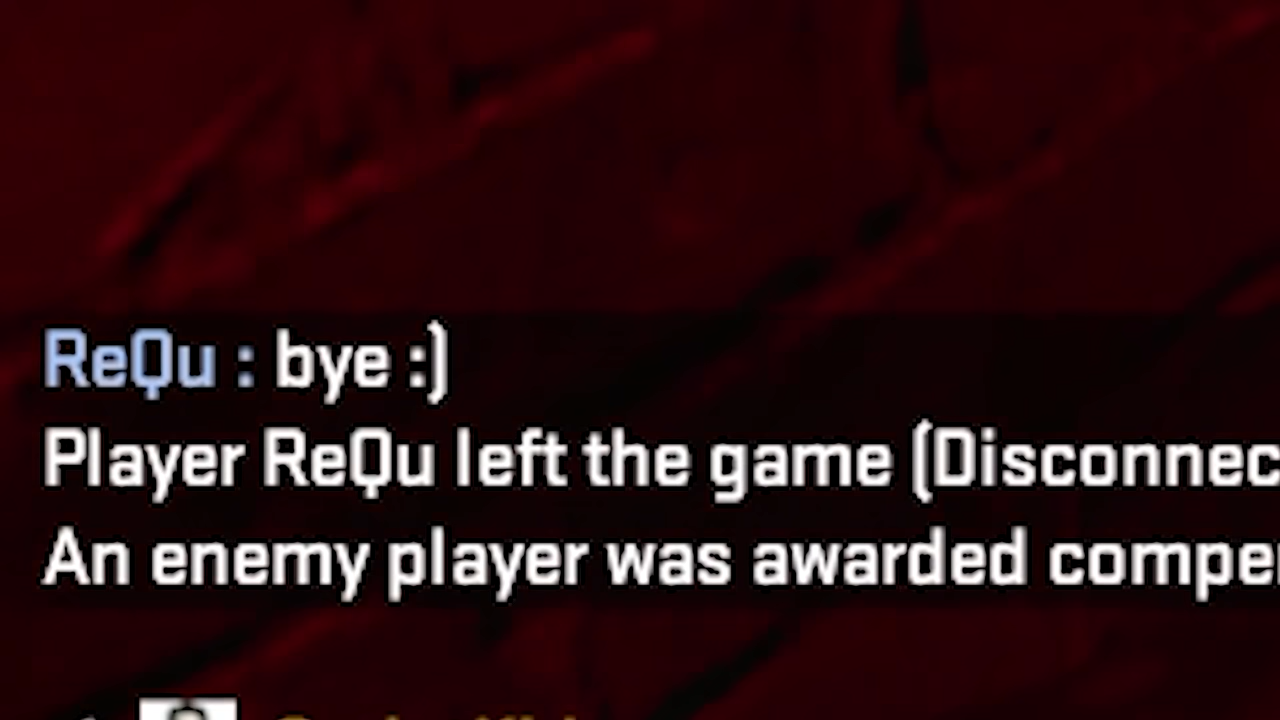 ReQu : bye :)
Player ReQu left the game (Disconnec
An enemy player was awarded compe